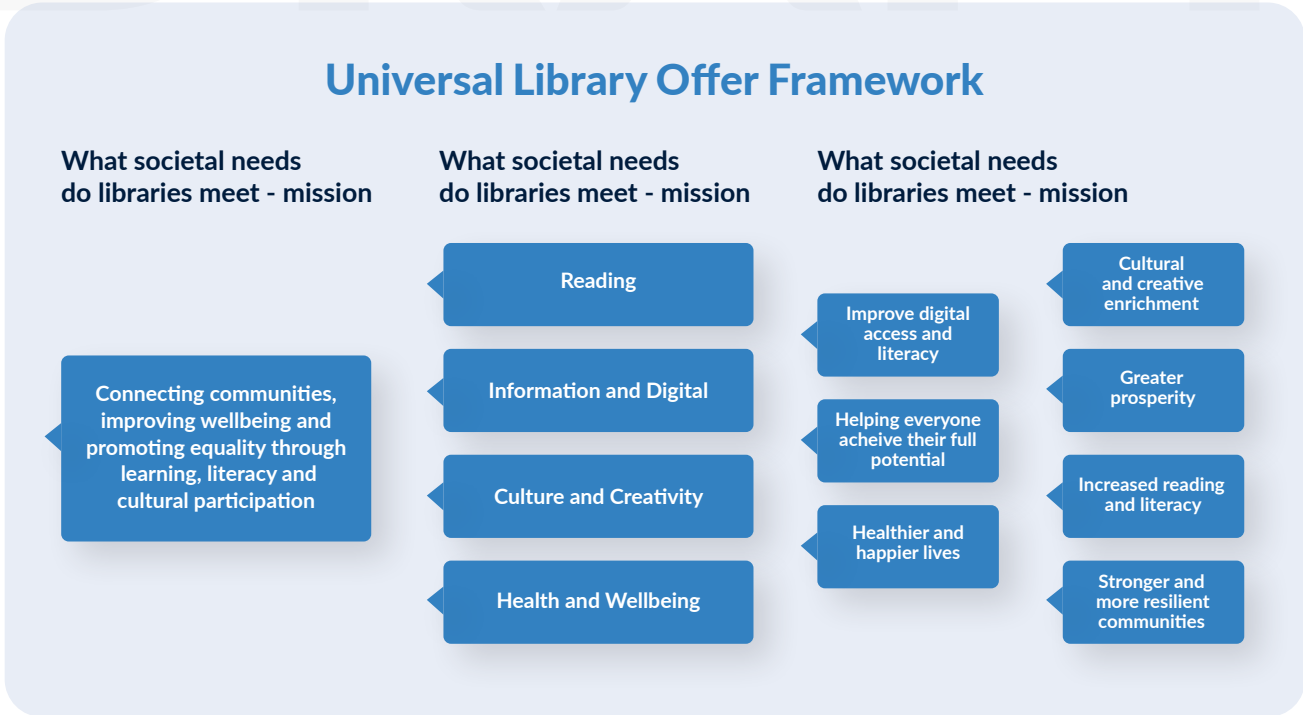 Universal Library Offer Framework
What societal needs
do libraries meet - mission
Connecting communities,
improving wellbeing and
promoting equality through
learning, literacy and
cultural participation
What societal needs
do libraries meet - mission
Reading
Information and Digital
Culture and Creativity
Health and Wellbeing
What societal needs
do libraries meet - mission
Improve digital
access and
literacy
Helping everyone
acheive their full
potential
Healthier and
happier lives
Cultural
and creative
enrichment
Greater
prosperity
Increased reading
and literacy
Stronger and
more resilient
communities